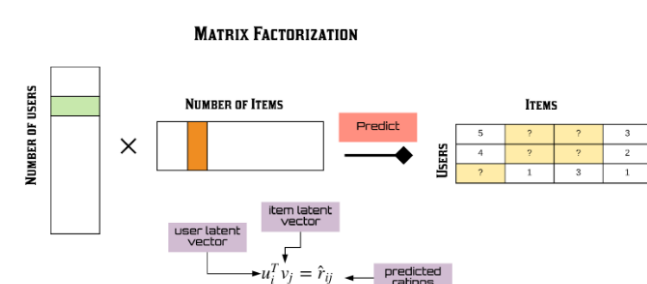 MATRIX FACTORIZATION
NUMBER OF USERS
NUMBER OF ITEMS
×
Predict
ITEMS
USERS
5 ? ? 3
4 ? ? 2
? 1 3 1
item latent
vector
user latent
vector
u_i^T v_j = r̂_ij
predicted
ratings